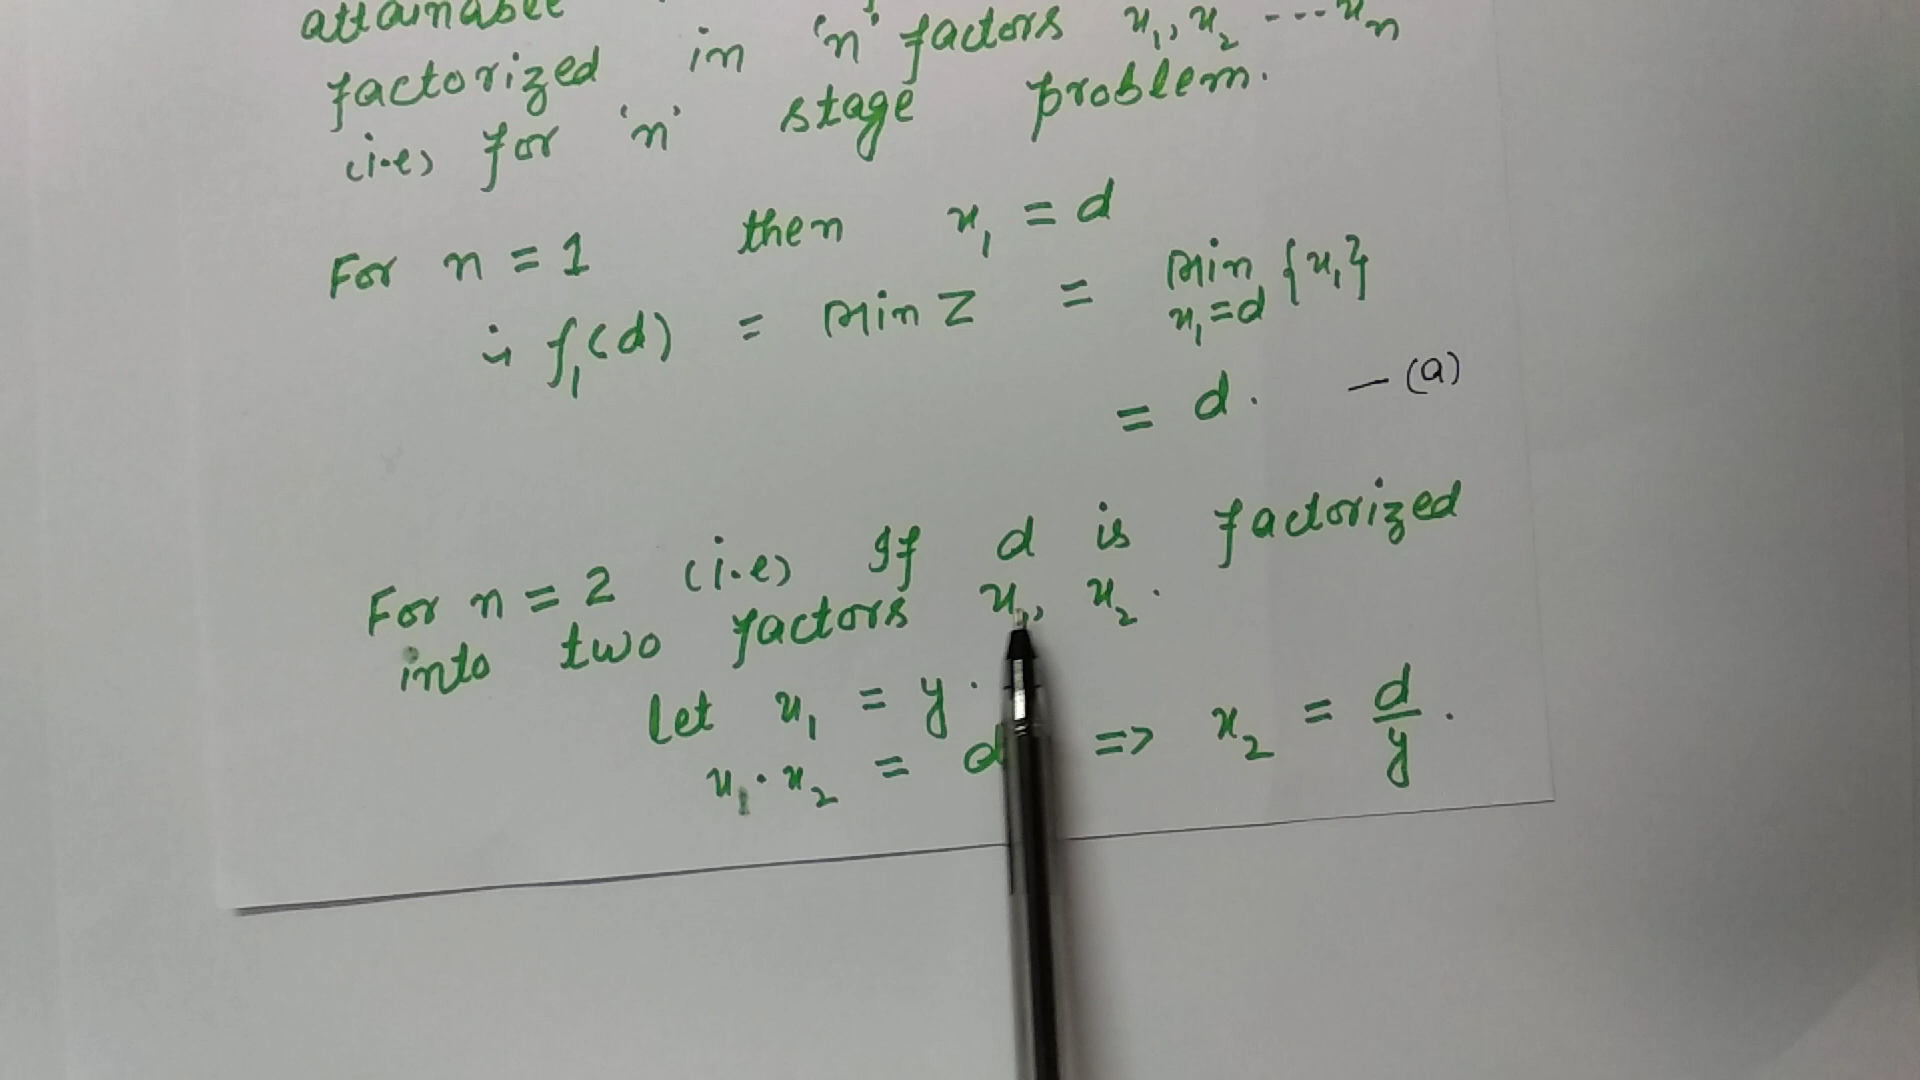 attainable
factorized in 'n' factors x₁, x₂ ---xₙ
(i.e) for 'n' stage problem.
For n = 1 then x₁ = d
∴ f₁(d) = Min Z = Min {x₁}
x₁=d
= d. — (a)
For n = 2 (i.e) If d is factorized
into two factors x₁, x₂.
Let x₁ = y.
x₁ · x₂ = d => x₂ = d/y.